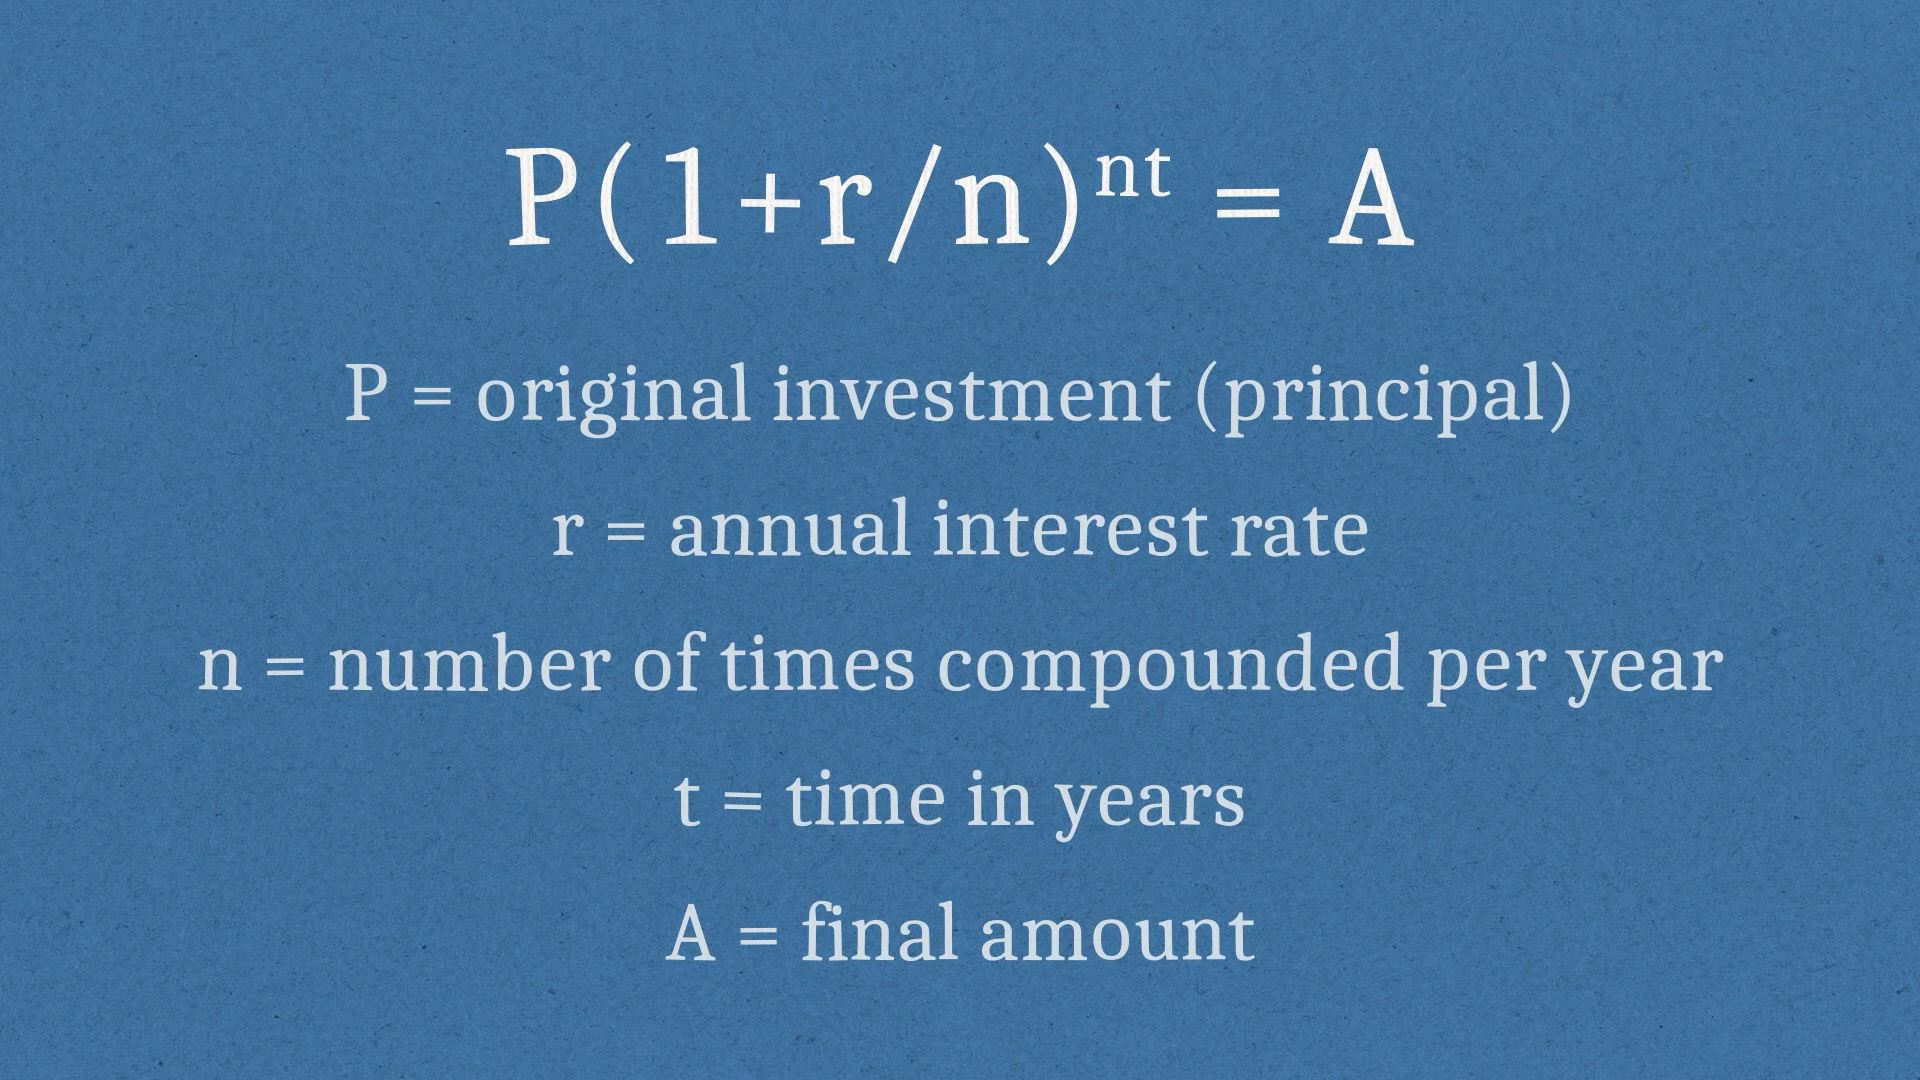 P(1+r/n)ⁿᵗ = A
P = original investment (principal)
r = annual interest rate
n = number of times compounded per year
t = time in years
A = final amount